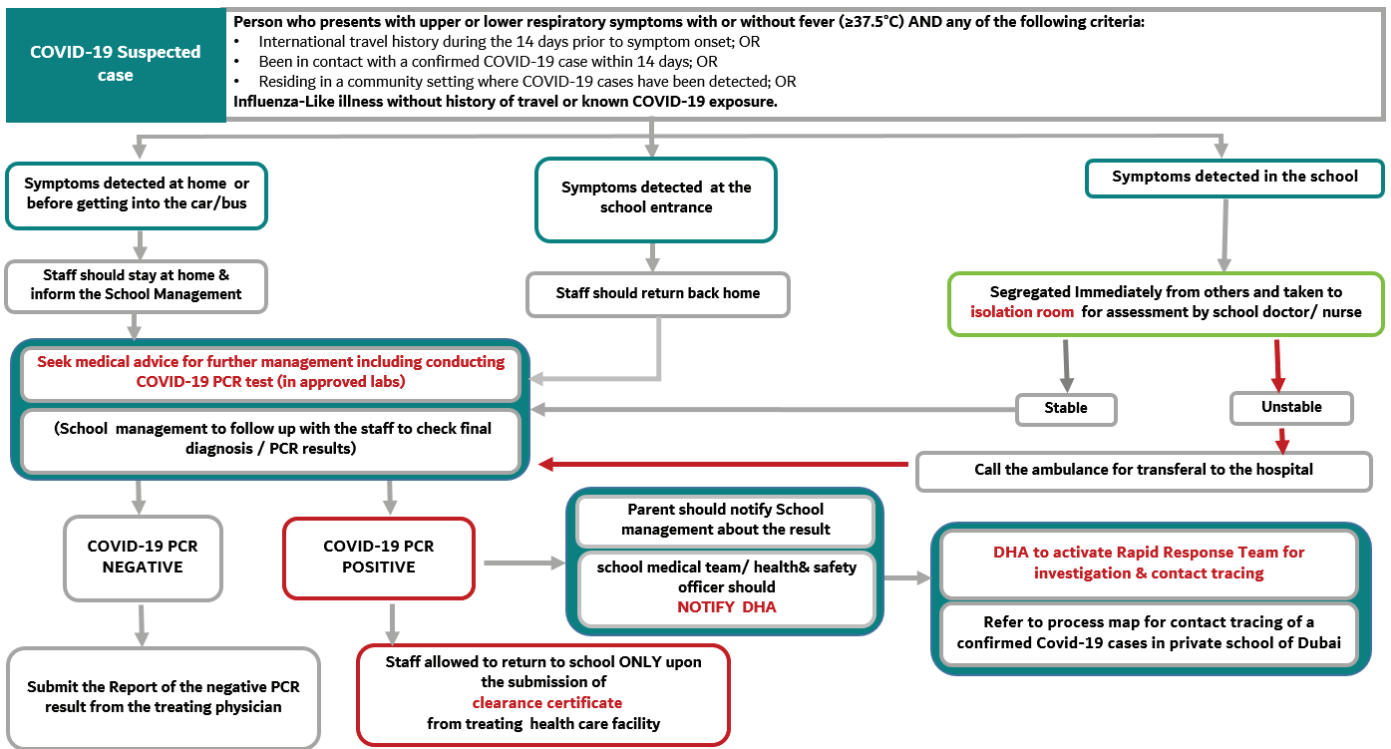 COVID-19 Suspected
case
Person who presents with upper or lower respiratory symptoms with or without fever (≥37.5°C) AND any of the following criteria:
• International travel history during the 14 days prior to symptom onset; OR
• Been in contact with a confirmed COVID-19 case within 14 days; OR
• Residing in a community setting where COVID-19 cases have been detected; OR
Influenza-Like illness without history of travel or known COVID-19 exposure.
Symptoms detected at home or
before getting into the car/bus
Symptoms detected at the
school entrance
Symptoms detected in the school
Staff should stay at home &
inform the School Management
Staff should return back home
Segregated Immediately from others and taken to
isolation room for assessment by school doctor/ nurse
Seek medical advice for further management including conducting
COVID-19 PCR test (in approved labs)
(School management to follow up with the staff to check final
diagnosis / PCR results)
Stable
Unstable
Call the ambulance for transferal to the hospital
COVID-19 PCR
NEGATIVE
COVID-19 PCR
POSITIVE
Parent should notify School
management about the result
school medical team/ health& safety
officer should
NOTIFY DHA
DHA to activate Rapid Response Team for
investigation & contact tracing
Refer to process map for contact tracing of a
confirmed Covid-19 cases in private school of Dubai
Submit the Report of the negative PCR
result from the treating physician
Staff allowed to return to school ONLY upon
the submission of
clearance certificate
from treating health care facility